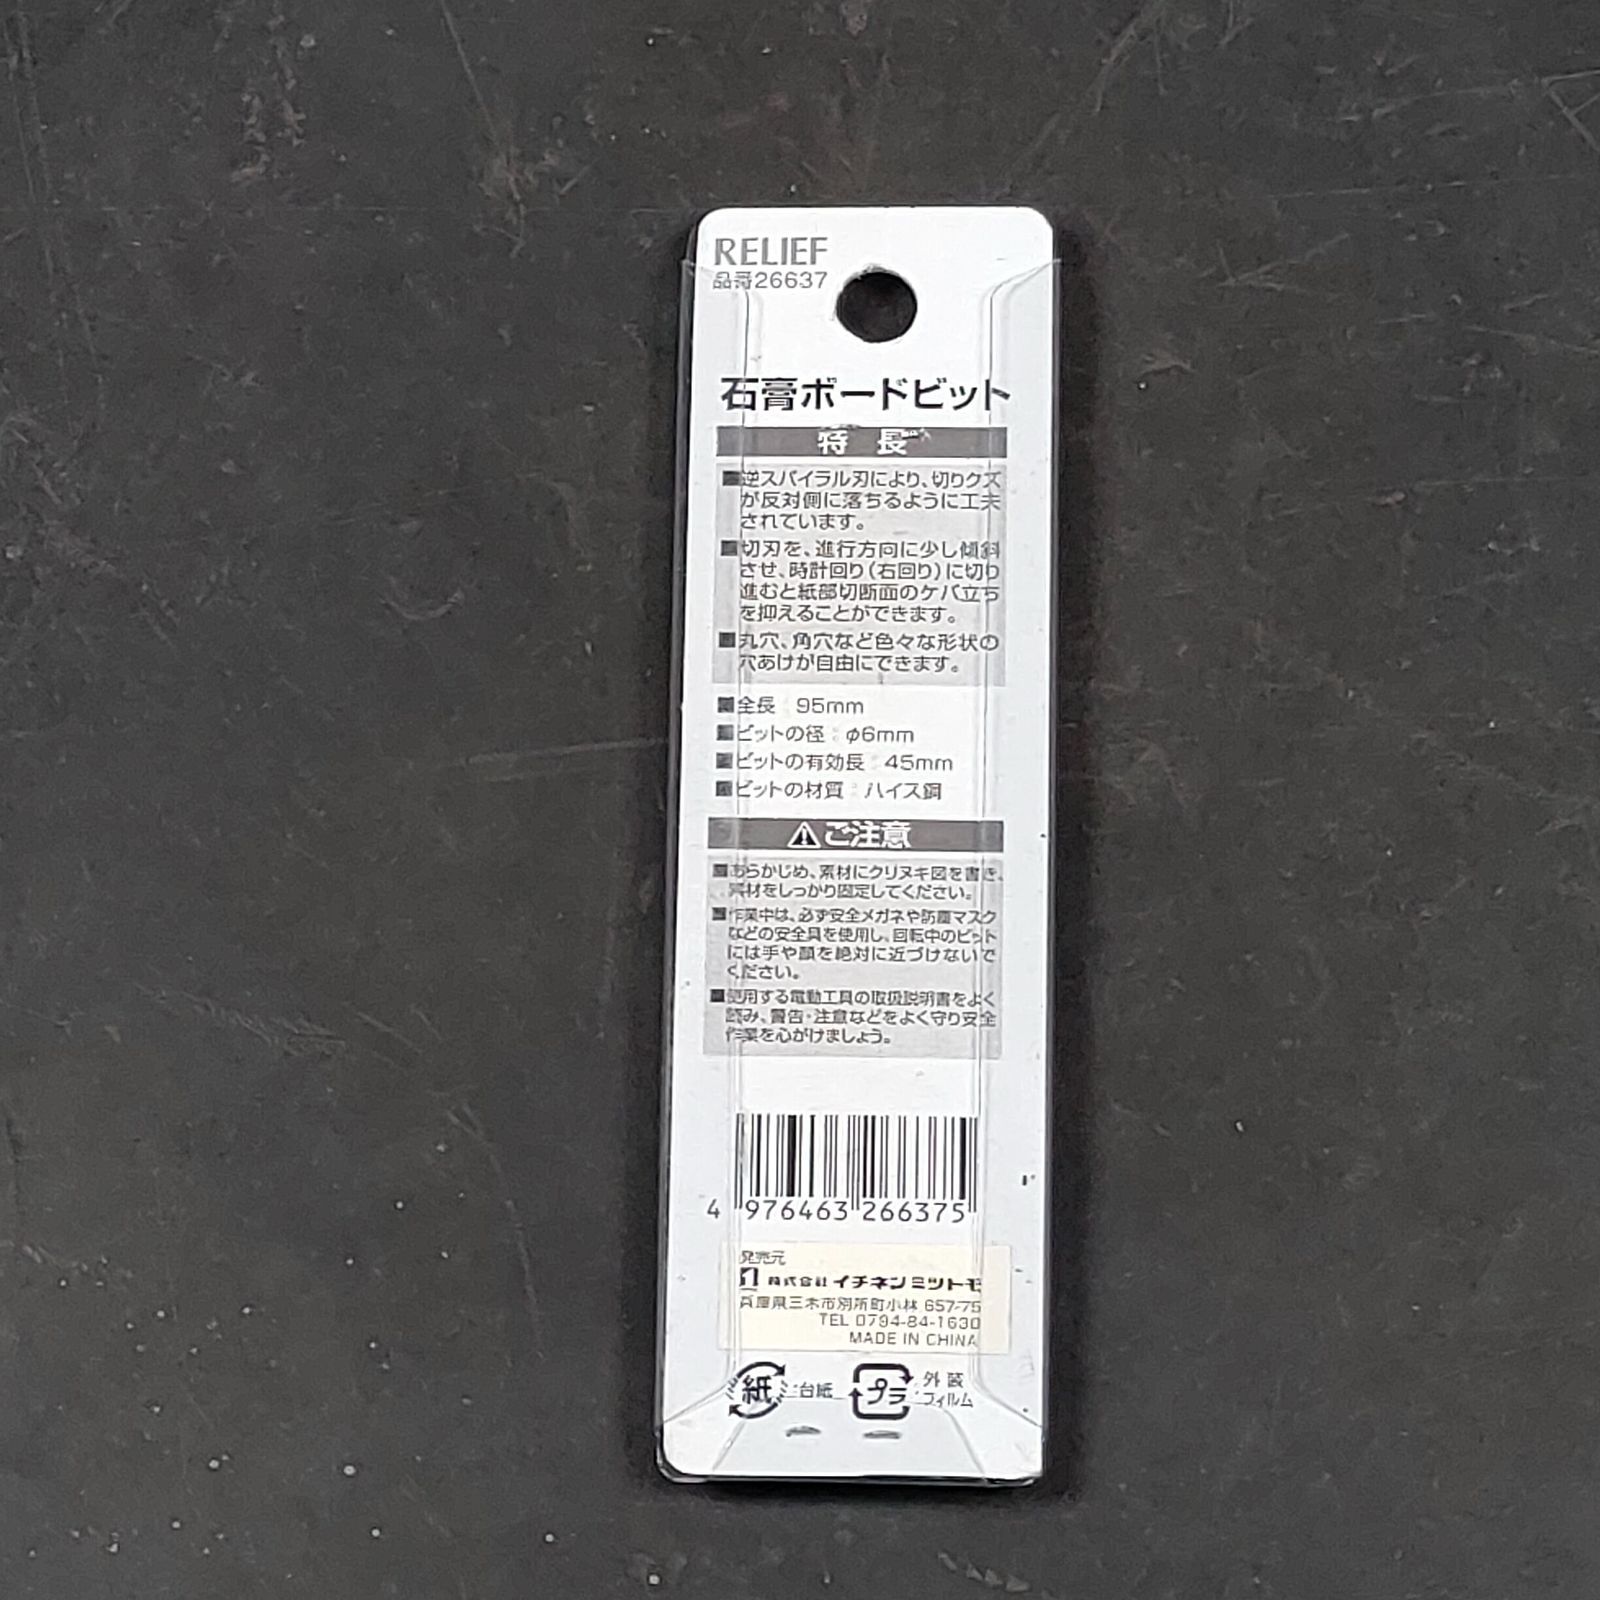 RELIEF
品番26637
石膏ボードビット
特 長
■逆スパイラル刃により、切りクズ
が反対側に落ちるように工夫
されています。
■切刃を、進行方向に少し傾斜
させ、時計回り(右回り)に切り
進むと紙部切断面のケバ立ち
を抑えることができます。
■丸穴、角穴など色々な形状の
穴あけが自由にできます。
■全長：95mm
■ビットの径：φ6mm
■ビットの有効長：45mm
■ビットの材質：ハイス鋼
⚠ご注意
■あらかじめ、素材にクリヌキ図を書き、
素材をしっかり固定してください。
■作業中は、必ず安全メガネや防塵マスク
などの安全具を使用し、回転中のビット
には手や顔を絶対に近づけないで
ください。
■使用する電動工具の取扱説明書をよく
読み、警告・注意などをよく守り安全
作業を心がけましょう。
4 976463 266375
発売元
株式会社イチネンミツトモ
兵庫県三木市別所町小林 657-75
TEL 0794-84-1630
MADE IN CHINA
紙 台紙 プラ 外装
フィルム